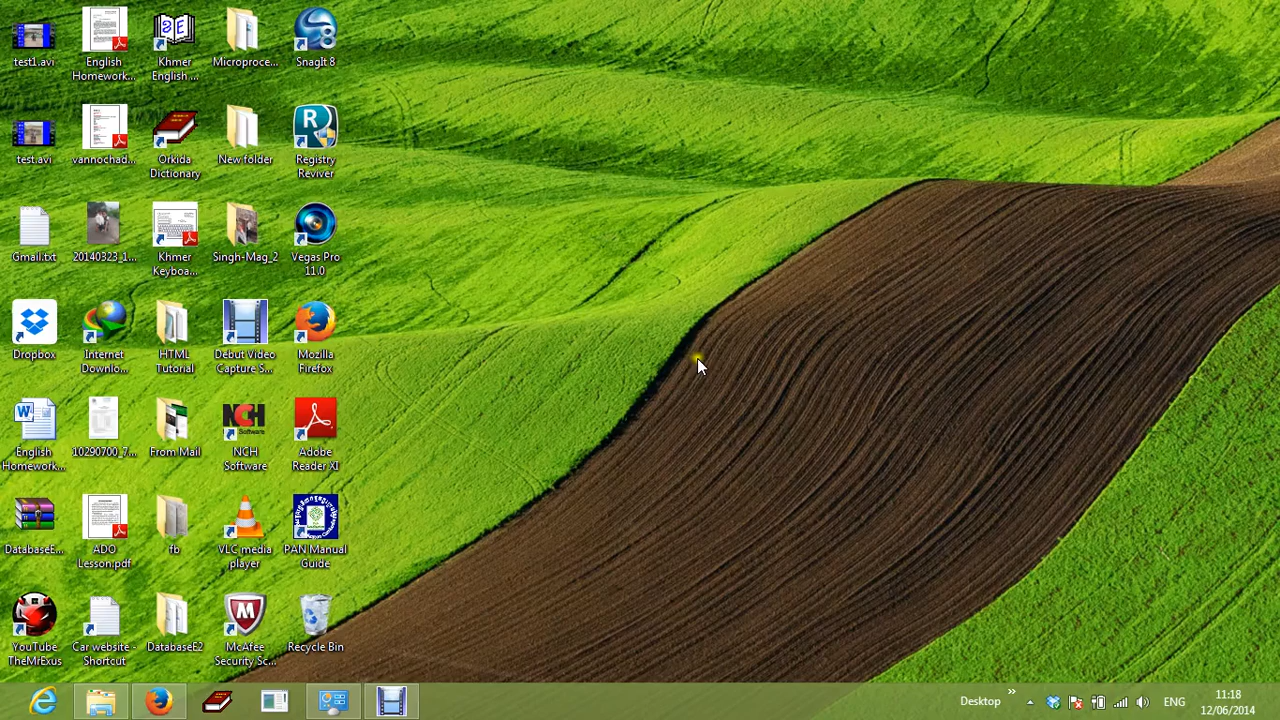 test1.avi
English
Homework...
Khmer
English ...
Microproce...
SnagIt 8
test.avi
vannochad...
Orkida
Dictionary
New folder
Registry
Reviver
Gmail.txt
20140323_1...
Khmer
Keyboa...
Singh-Mag_2
Vegas Pro
11.0
Dropbox
Internet
Downlo...
HTML
Tutorial
Debut Video
Capture S...
Mozilla
Firefox
English
Homework...
10290700_7...
From Mail
NCH
Software
NCH
Software
Adobe
Reader XI
DatabaseE...
ADO
Lesson.pdf
fb
VLC media
player
PAN Manual
Guide
YouTube
TheMrExus
Car website -
Shortcut
DatabaseE2
McAfee
Security Sc...
Recycle Bin
Desktop
ENG
11:18
12/06/2014